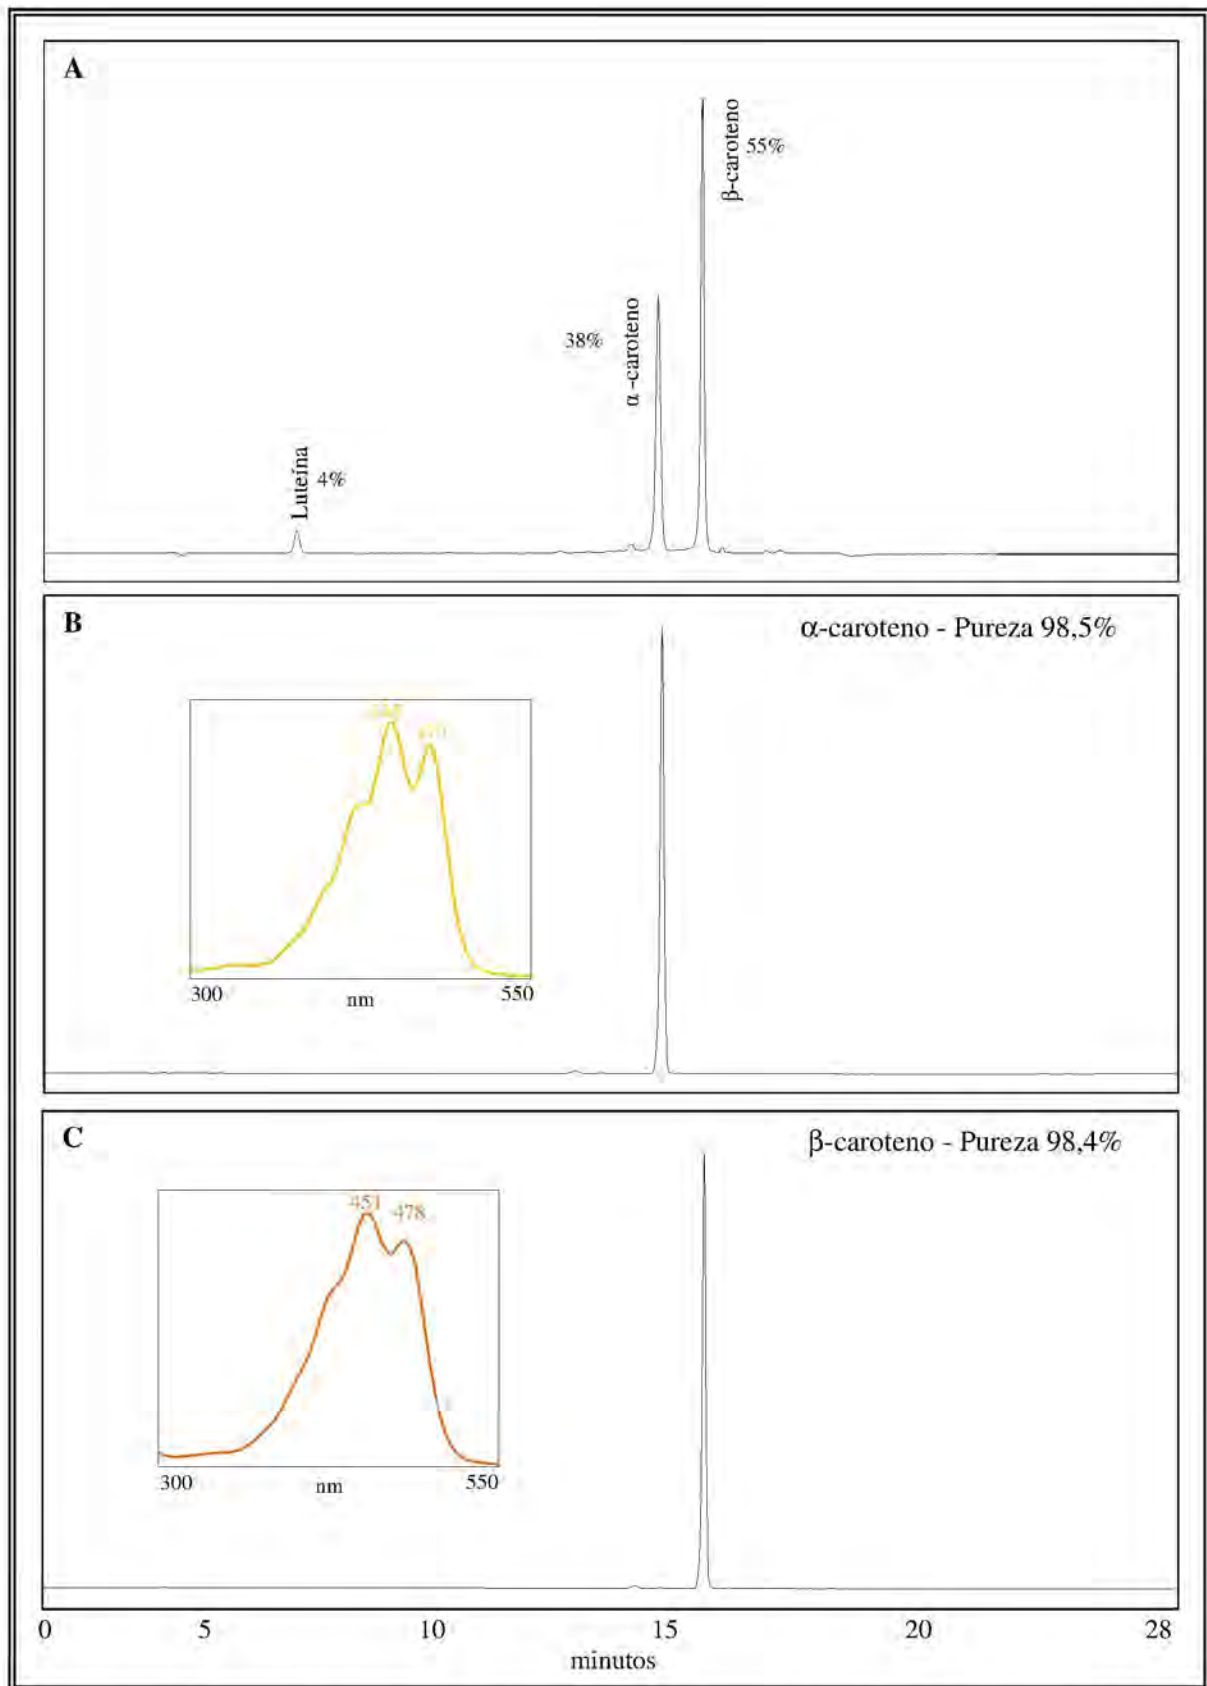 A
β-caroteno
55%
α -caroteno
38%
Luteína
4%
B
α-caroteno - Pureza 98,5%
300
nm
550
C
β-caroteno - Pureza 98,4%
451
478
300
nm
550
0
5
10
15
20
28
minutos